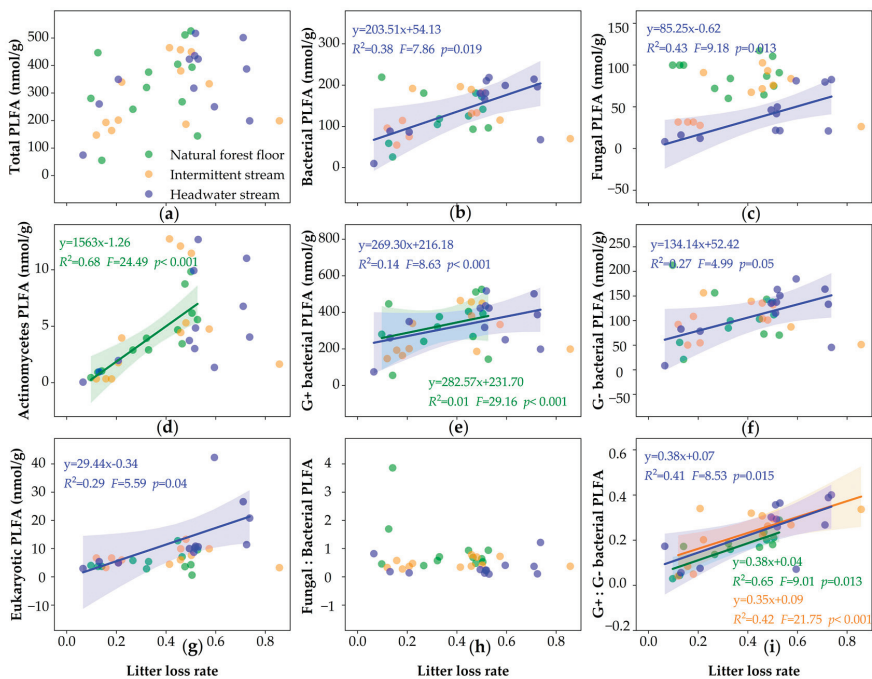 Total PLFA (nmol/g)
500
400
300
200
100
0
Natural forest floor
Intermittent stream
Headwater stream
(a)
Bacterial PLFA (nmol/g)
300
200
100
0
y=203.51x+54.13
R²=0.38 F=7.86 p=0.019
(b)
Fungal PLFA (nmol/g)
100
50
0
−50
y=85.25x-0.62
R²=0.43 F=9.18 p=0.013
(c)
Actinomycetes PLFA (nmol/g)
10
5
0
y=1563x-1.26
R²=0.68 F=24.49 p< 0.001
(d)
G+ bacterial PLFA (nmol/g)
800
600
400
200
0
y=269.30x+216.18
R²=0.14 F=8.63 p< 0.001
y=282.57x+231.70
R²=0.01 F=29.16 p< 0.001
(e)
G- bacterial PLFA (nmol/g)
250
200
150
100
50
0
−50
y=134.14x+52.42
R²=0.27 F=4.99 p=0.05
(f)
Eukaryotic PLFA (nmol/g)
40
30
20
10
0
−10
y=29.44x-0.34
R²=0.29 F=5.59 p=0.04
0.0 0.2 0.4 0.6 0.8 1.0
(g)
Litter loss rate
Fungal : Bacterial PLFA
4
3
2
1
0
−1
0.0 0.2 0.4 0.6 0.8 1.0
(h)
Litter loss rate
G+ : G- bacterial PLFA
0.6
0.4
0.2
0.0
−0.2
y=0.38x+0.07
R²=0.41 F=8.53 p=0.015
y=0.38x+0.04
R²=0.65 F=9.01 p=0.013
y=0.35x+0.09
R²=0.42 F=21.75 p< 0.001
0.0 0.2 0.4 0.6 0.8 1.0
(i)
Litter loss rate